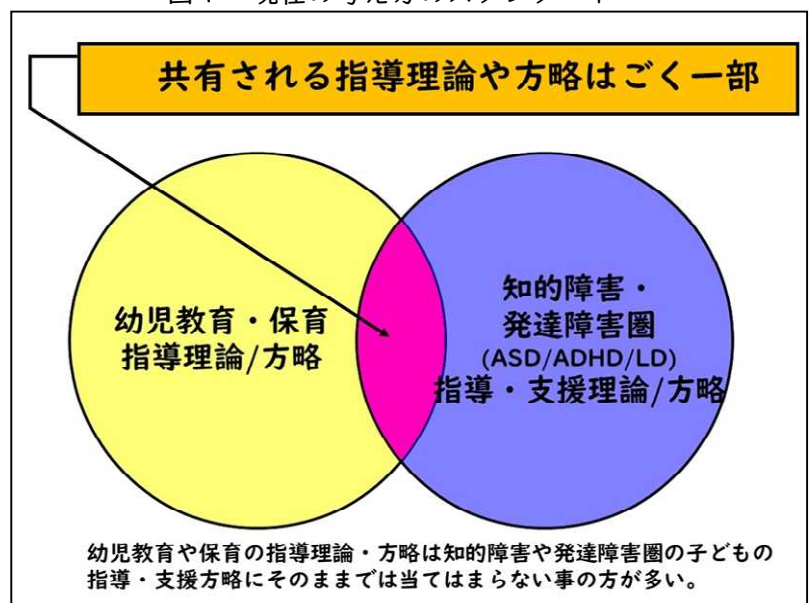 共有される指導理論や方略はごく一部
幼児教育・保育
指導理論/方略
知的障害・
発達障害圏
(ASD/ADHD/LD)
指導・支援理論/方略
幼児教育や保育の指導理論・方略は知的障害や発達障害圏の子どもの
指導・支援方略にそのままでは当てはまらない事の方が多い。